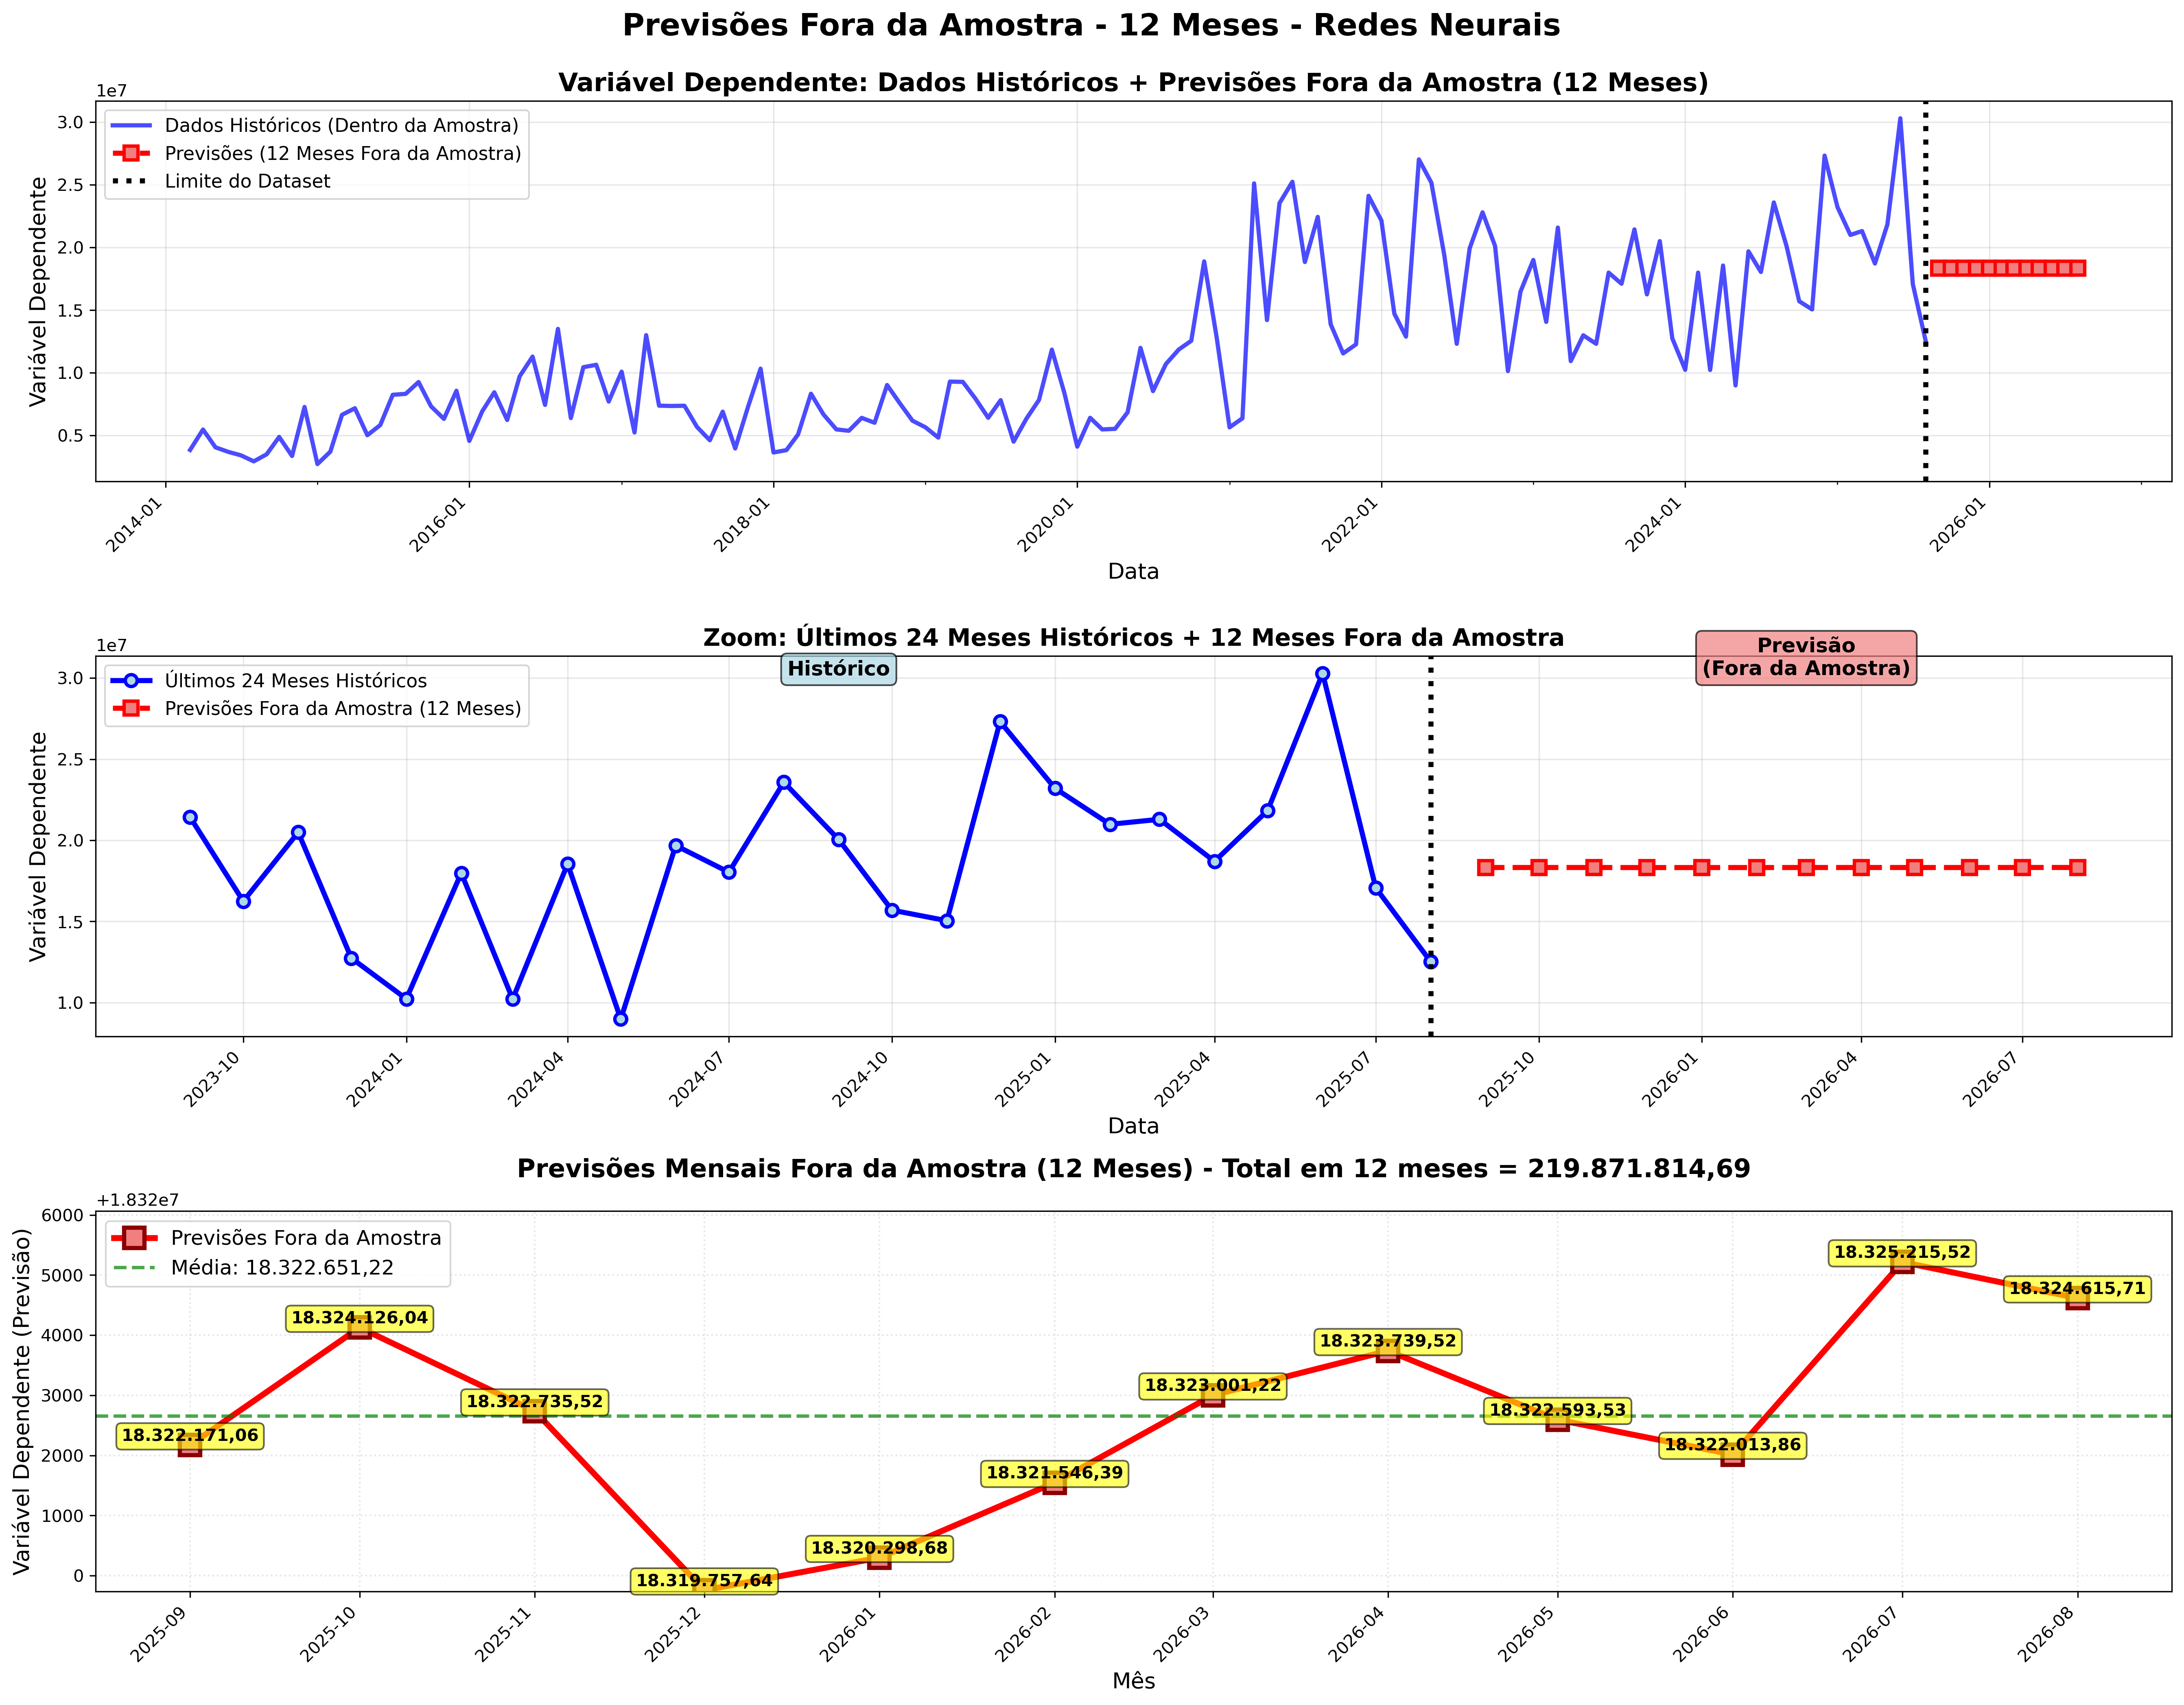 Previsões Fora da Amostra - 12 Meses - Redes Neurais
Variável Dependente: Dados Históricos + Previsões Fora da Amostra (12 Meses)
1e7
Dados Históricos (Dentro da Amostra)
Previsões (12 Meses Fora da Amostra)
Limite do Dataset
Variável Dependente
3.0
2.5
2.0
1.5
1.0
0.5
2014-01
2016-01
2018-01
2020-01
2022-01
2024-01
2026-01
Data
Zoom: Últimos 24 Meses Históricos + 12 Meses Fora da Amostra
1e7
Últimos 24 Meses Históricos
Previsões Fora da Amostra (12 Meses)
Histórico
Previsão
(Fora da Amostra)
Variável Dependente
3.0
2.5
2.0
1.5
1.0
2023-10
2024-01
2024-04
2024-07
2024-10
2025-01
2025-04
2025-07
2025-10
2026-01
2026-04
2026-07
Data
Previsões Mensais Fora da Amostra (12 Meses) - Total em 12 meses = 219.871.814,69
+1.832e7
Previsões Fora da Amostra
Média: 18.322.651,22
Variável Dependente (Previsão)
6000
5000
4000
3000
2000
1000
0
18.322.171,06
18.324.126,04
18.322.735,52
18.319.757,64
18.320.298,68
18.321.546,39
18.323.001,22
18.323.739,52
18.322.593,53
18.322.013,86
18.325.215,52
18.324.615,71
2025-09
2025-10
2025-11
2025-12
2026-01
2026-02
2026-03
2026-04
2026-05
2026-06
2026-07
2026-08
Mês